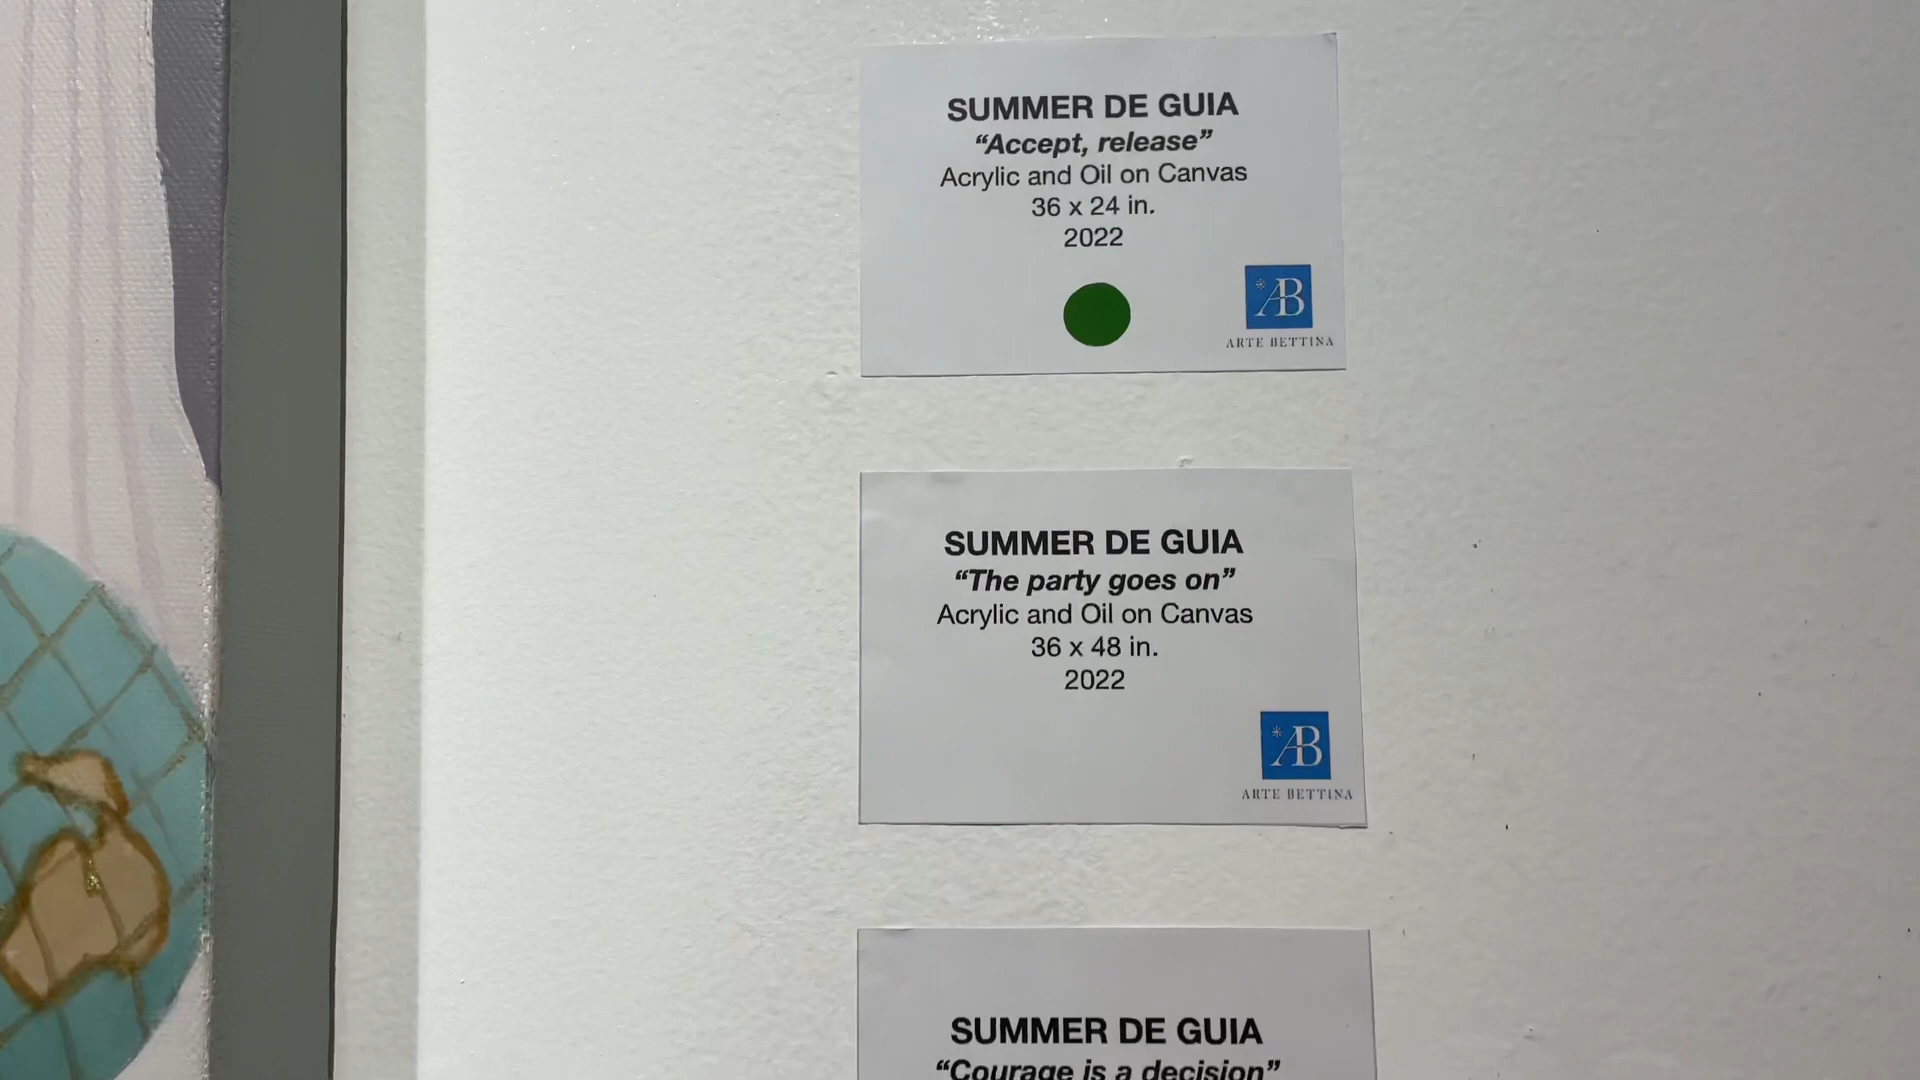 SUMMER DE GUIA
“Accept, release”
Acrylic and Oil on Canvas
36 x 24 in.
2022
AB
ARTE BETTINA
SUMMER DE GUIA
“The party goes on”
Acrylic and Oil on Canvas
36 x 48 in.
2022
AB
ARTE BETTINA
SUMMER DE GUIA
“Courage is a decision”